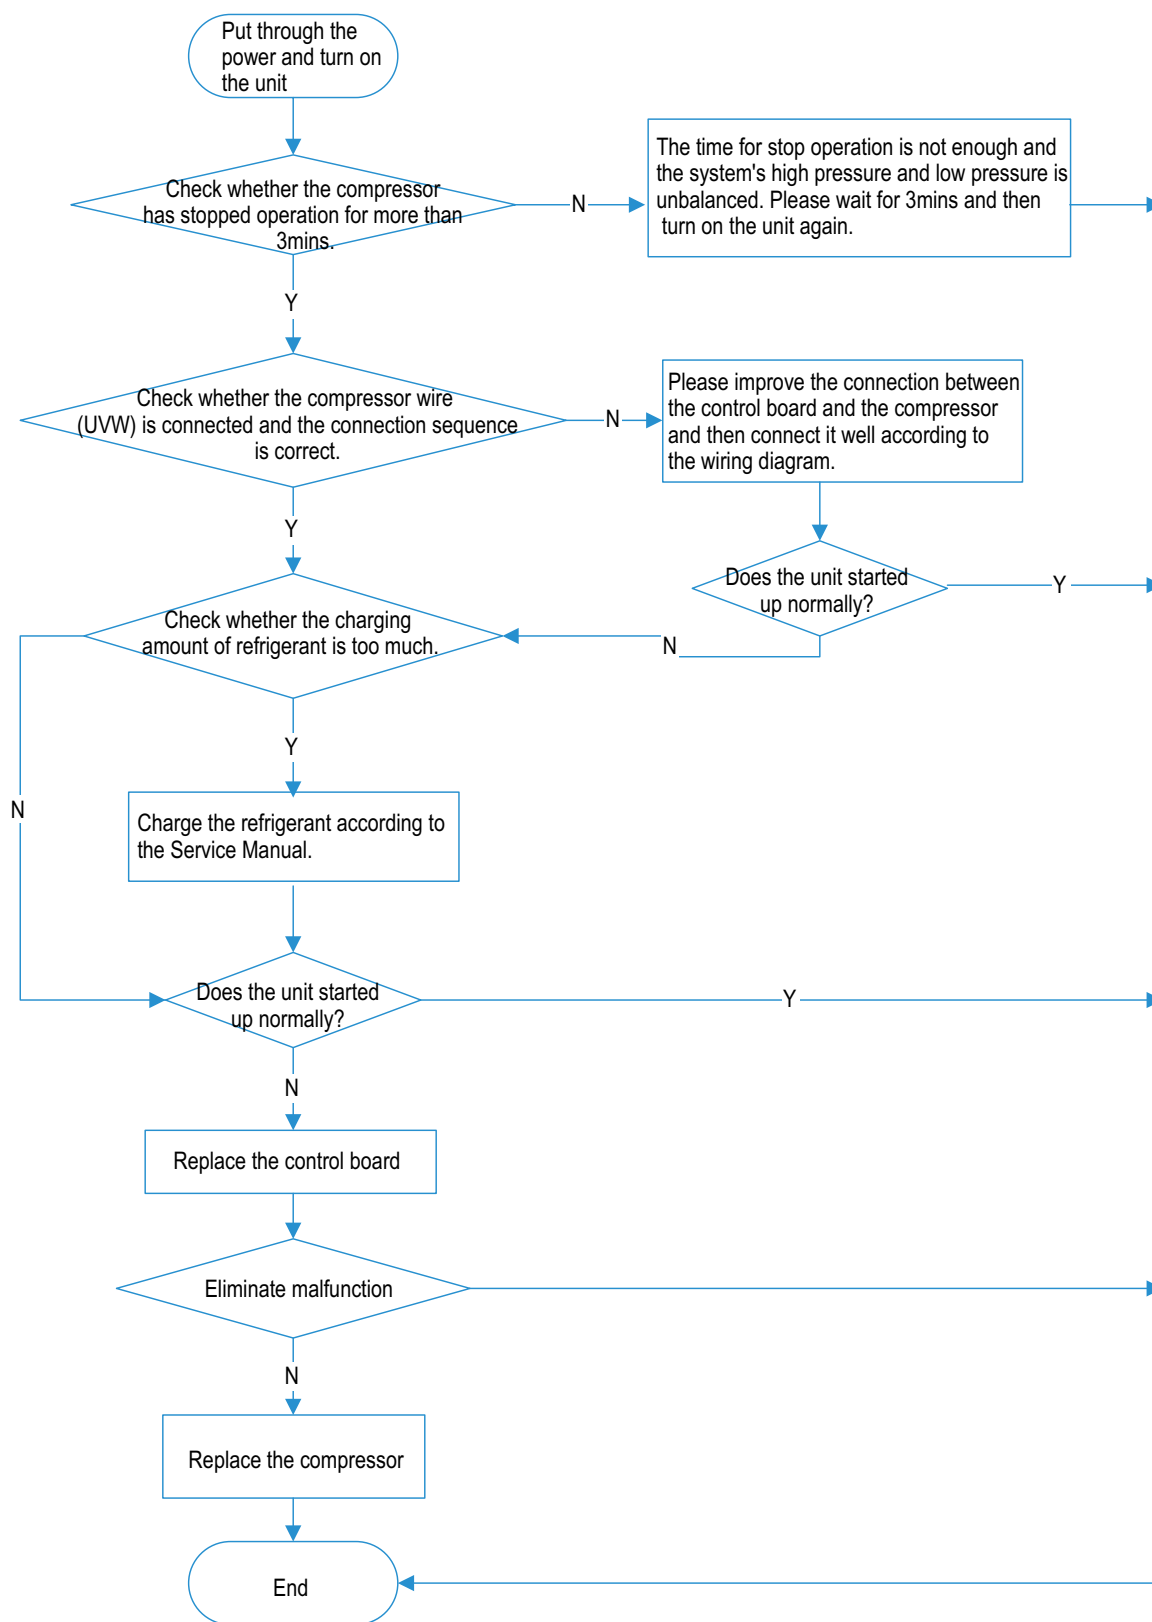 Put through the
power and turn on
the unit
Check whether the compressor
has stopped operation for more than
3mins.
N
The time for stop operation is not enough and
the system's high pressure and low pressure is
unbalanced. Please wait for 3mins and then
turn on the unit again.
Y
Check whether the compressor wire
(UVW) is connected and the connection sequence
is correct.
N
Please improve the connection between
the control board and the compressor
and then connect it well according to
the wiring diagram.
Y
Does the unit started
up normally?
Y
N
Check whether the charging
amount of refrigerant is too much.
Y
N
Charge the refrigerant according to
the Service Manual.
Does the unit started
up normally?
Y
N
Replace the control board
Eliminate malfunction
N
Replace the compressor
End